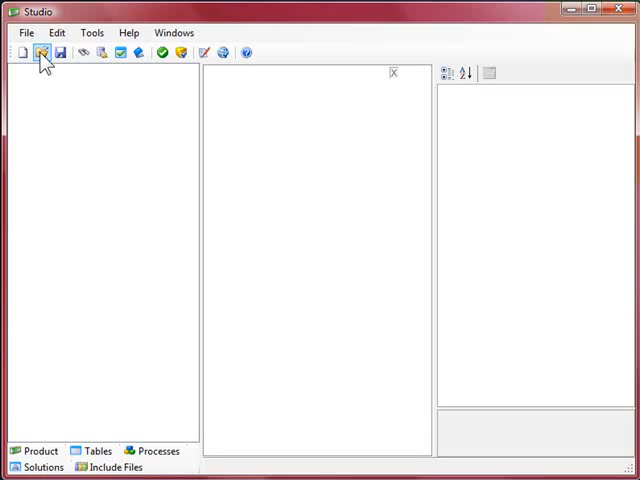 Studio
File Edit Tools Help Windows
X
Product Tables Processes
Solutions Include Files